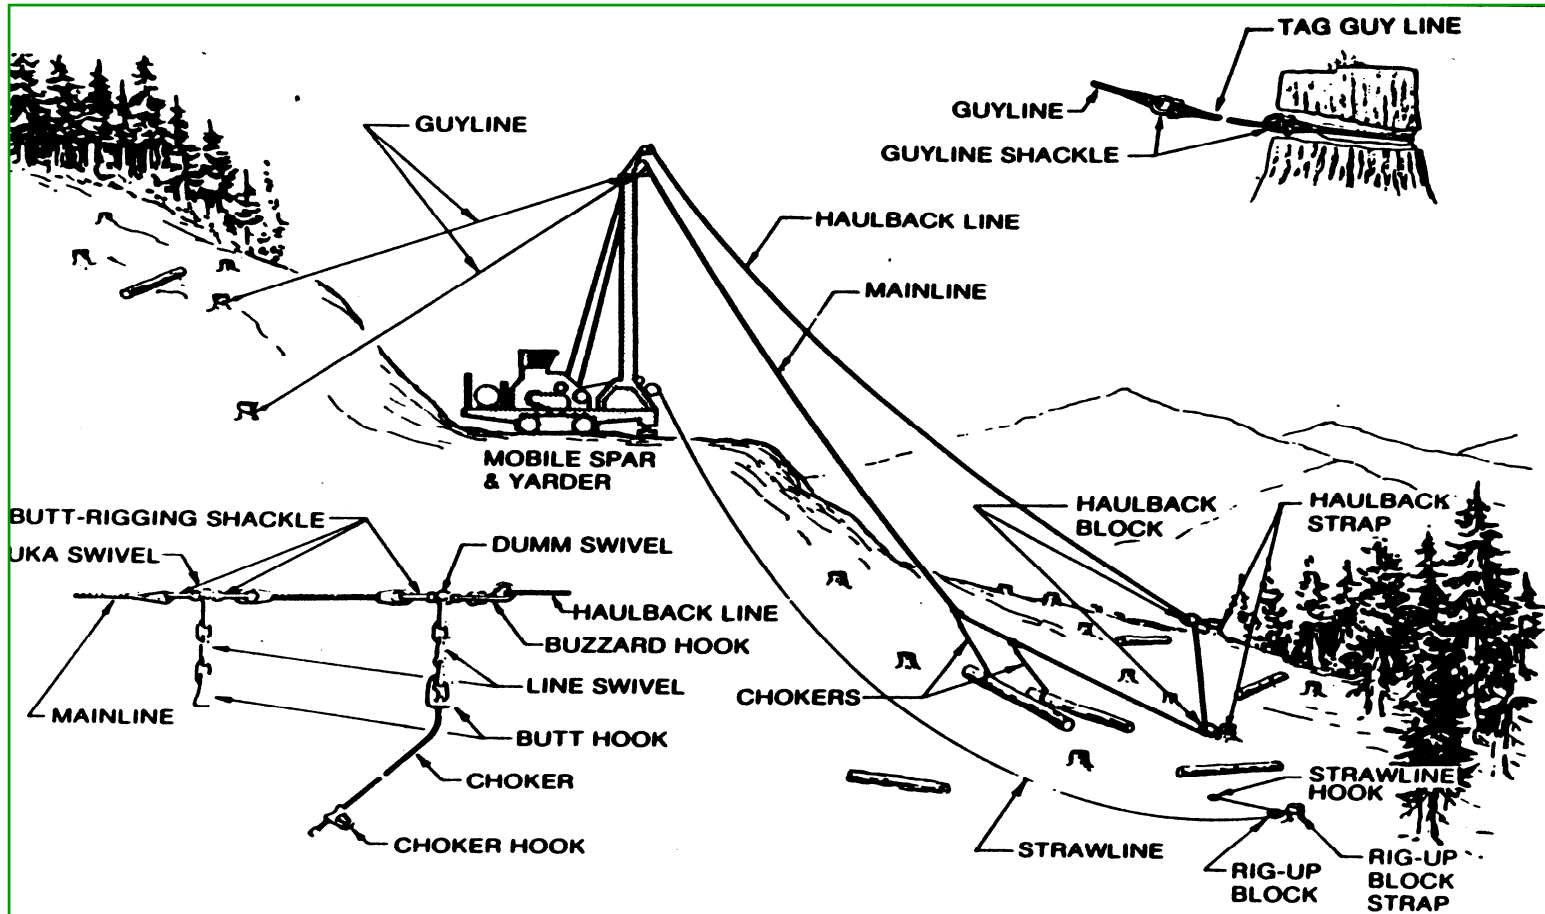 TAG GUY LINE
GUYLINE
GUYLINE SHACKLE
GUYLINE
HAULBACK LINE
MAINLINE
MOBILE SPAR
& YARDER
HAULBACK
BLOCK
HAULBACK
STRAP
BUTT-RIGGING SHACKLE
UKA SWIVEL
DUMM SWIVEL
HAULBACK LINE
BUZZARD HOOK
LINE SWIVEL
MAINLINE
BUTT HOOK
CHOKERS
CHOKER
CHOKER HOOK
STRAWLINE
HOOK
STRAWLINE
RIG-UP
BLOCK
RIG-UP
BLOCK
STRAP